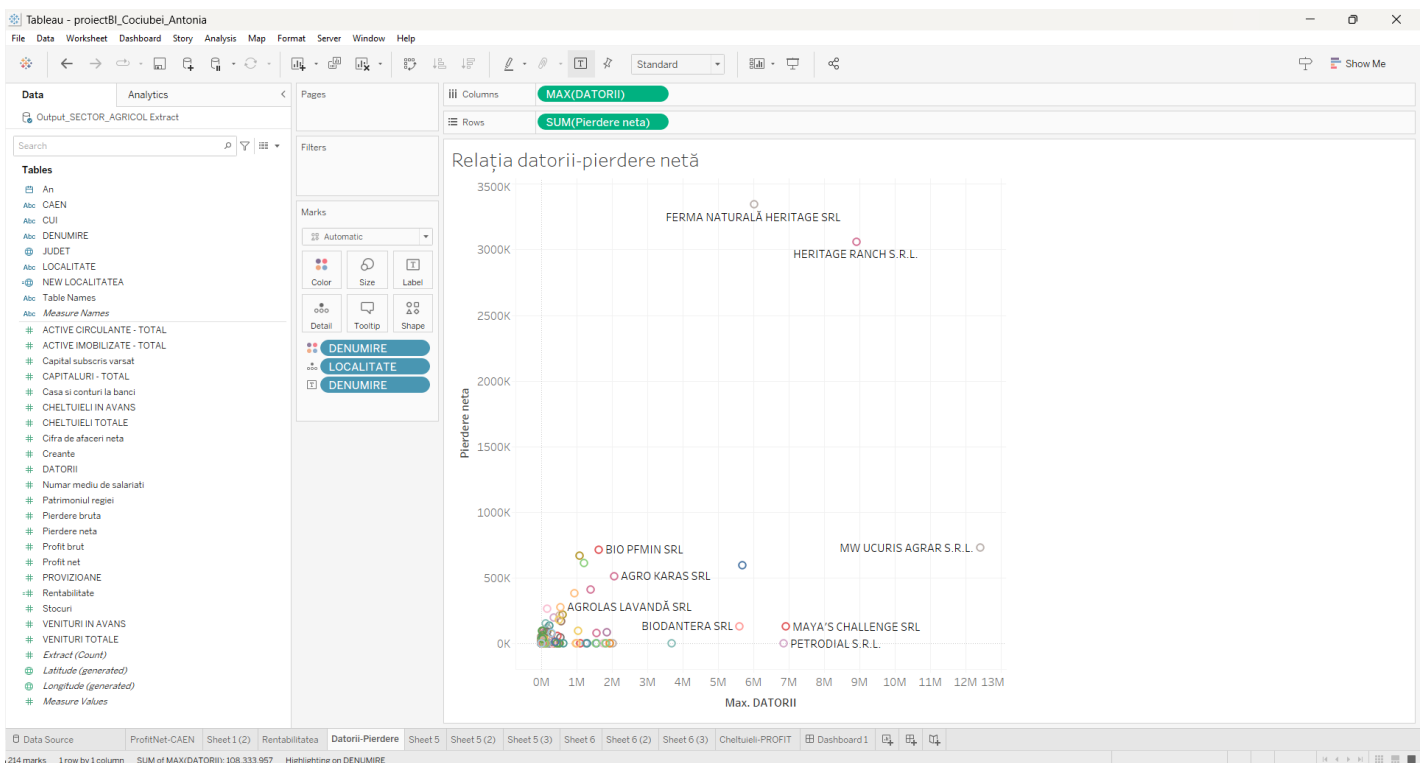 Tableau - proiectBI_Cociubei_Antonia
File Data Worksheet Dashboard Story Analysis Map Format Server Window Help
Standard
Show Me
Data Analytics
Output_SECTOR_AGRICOL Extract
Search
Tables
An
Abc CAEN
Abc CUI
Abc DENUMIRE
JUDET
Abc LOCALITATE
NEW LOCALITATEA
Abc Table Names
Abc Measure Names
# ACTIVE CIRCULANTE - TOTAL
# ACTIVE IMOBILIZATE - TOTAL
# Capital subscris varsat
# CAPITALURI - TOTAL
# Casa si conturi la banci
# CHELTUIELI IN AVANS
# CHELTUIELI TOTALE
# Cifra de afaceri neta
# Creante
# DATORII
# Numar mediu de salariati
# Patrimoniul regiei
# Pierdere bruta
# Pierdere neta
# Profit brut
# Profit net
# PROVIZIOANE
=# Rentabilitate
# Stocuri
# VENITURI IN AVANS
# VENITURI TOTALE
# Extract (Count)
Latitude (generated)
Longitude (generated)
# Measure Values
Pages
Filters
Marks
Automatic
Color Size Label
Detail Tooltip Shape
DENUMIRE
LOCALITATE
DENUMIRE
Columns MAX(DATORII)
Rows SUM(Pierdere neta)
Relația datorii-pierdere netă
3500K
FERMA NATURALĂ HERITAGE SRL
3000K
HERITAGE RANCH S.R.L.
2500K
2000K
Pierdere neta
1500K
1000K
BIO PFMIN SRL
MW UCURIS AGRAR S.R.L.
500K
AGRO KARAS SRL
AGROLAS LAVANDĂ SRL
BIODANTERA SRL
MAYA'S CHALLENGE SRL
0K
PETRODIAL S.R.L.
0M 1M 2M 3M 4M 5M 6M 7M 8M 9M 10M 11M 12M 13M
Max. DATORII
Data Source ProfitNet-CAEN Sheet 1 (2) Rentabilitatea Datorii-Pierdere Sheet 5 Sheet 5 (2) Sheet 5 (3) Sheet 6 Sheet 6 (2) Sheet 6 (3) Cheltuieli-PROFIT Dashboard 1
214 marks 1 row by 1 column SUM of MAX(DATORII): 108.333.957 Highlighting on DENUMIRE